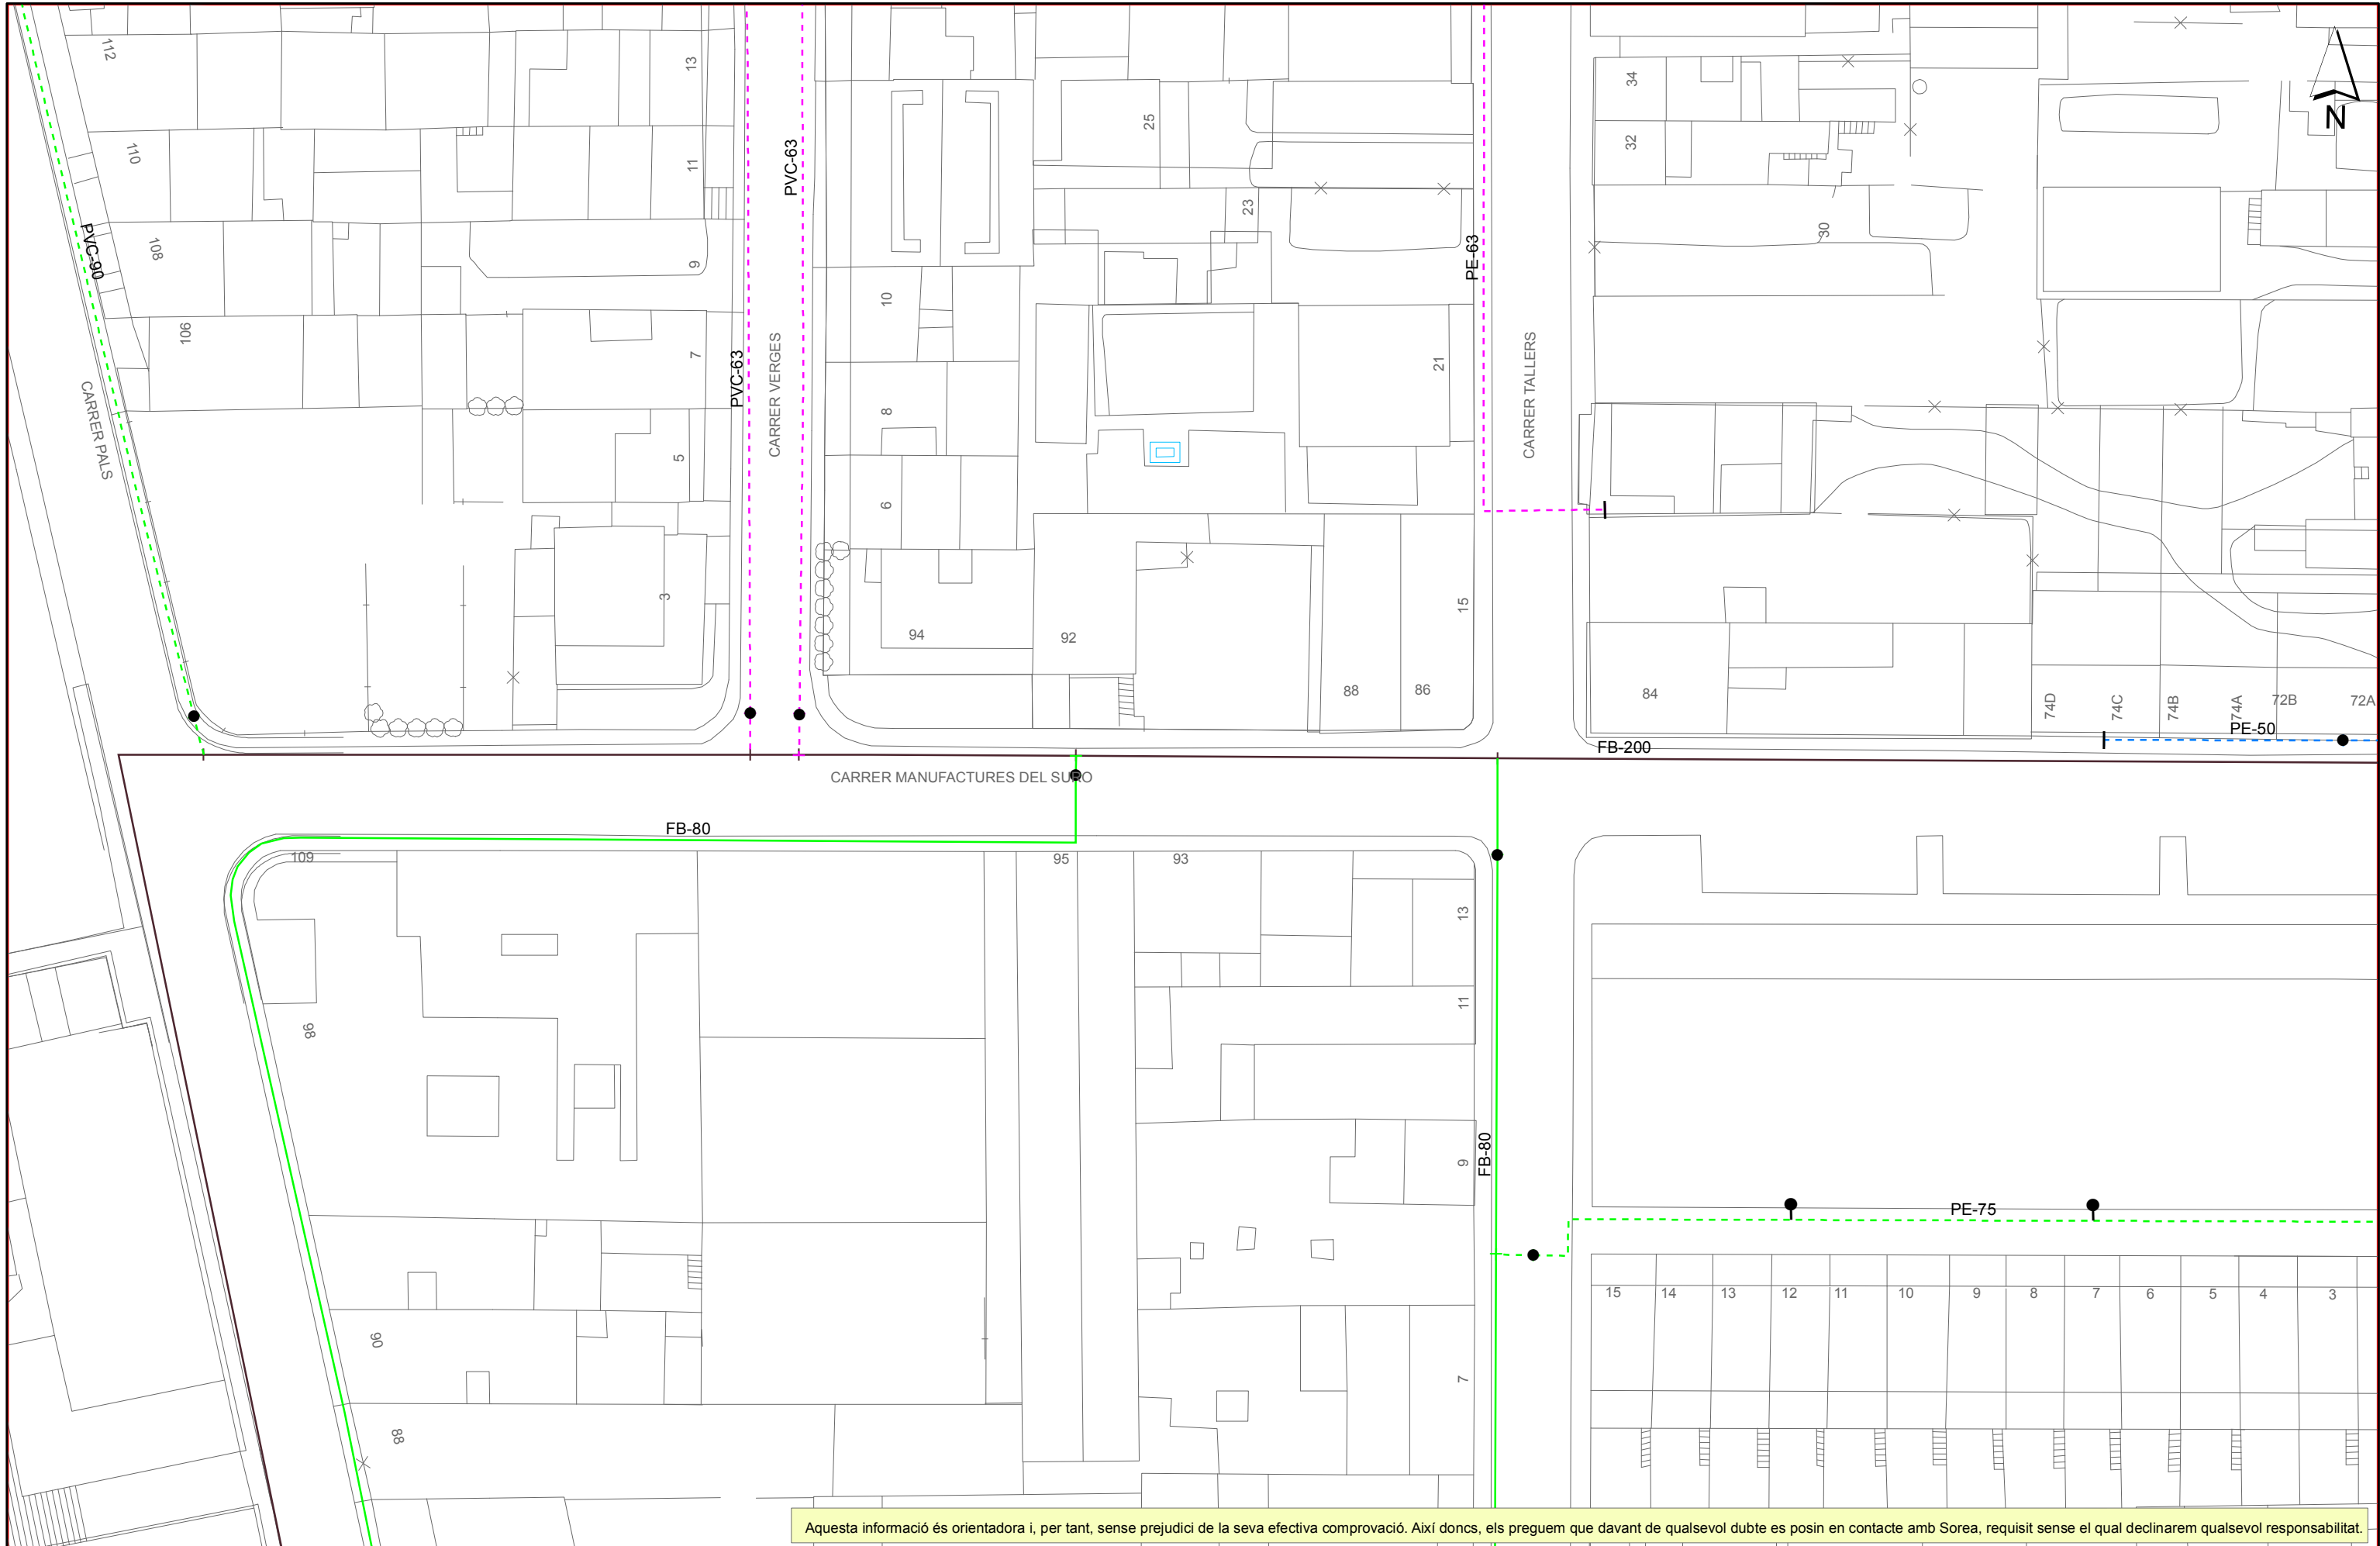 112
13
34
N
25
110
32
11
PVC-63
23
30
PVC-90
108
9
PE-63
10
106
7
PVC-63
CARRER VERGES
21
CARRER TALLERS
CARRER PALS
8
5
6
3
15
94
92
88
86
84
74D
74C
74B
74A
72B
72A
PE-50
FB-200
CARRER MANUFACTURES DEL SURO
FB-80
109
95
93
13
11
98
9
FB-80
PE-75
15
14
13
12
11
10
9
8
7
6
5
4
3
90
7
88
Aquesta informació és orientadora i, per tant, sense prejudici de la seva efectiva comprovació. Així doncs, els preguem que davant de qualsevol dubte es posin en contacte amb Sorea, requisit sense el qual declinarem qualsevol responsabilitat.